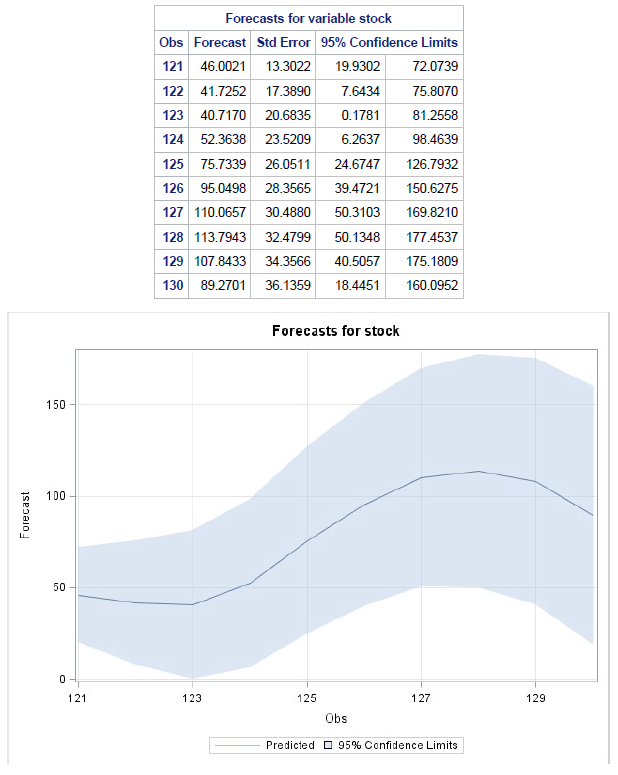 Forecasts for variable stock
Obs Forecast Std Error 95% Confidence Limits
121 46.0021 13.3022 19.9302 72.0739
122 41.7252 17.3890 7.6434 75.8070
123 40.7170 20.6835 0.1781 81.2558
124 52.3638 23.5209 6.2637 98.4639
125 75.7339 26.0511 24.6747 126.7932
126 95.0498 28.3565 39.4721 150.6275
127 110.0657 30.4880 50.3103 169.8210
128 113.7943 32.4799 50.1348 177.4537
129 107.8433 34.3566 40.5057 175.1809
130 89.2701 36.1359 18.4451 160.0952
Forecasts for stock
150
100
50
0
Forecast
121 123 125 127 129
Obs
Predicted 95% Confidence Limits